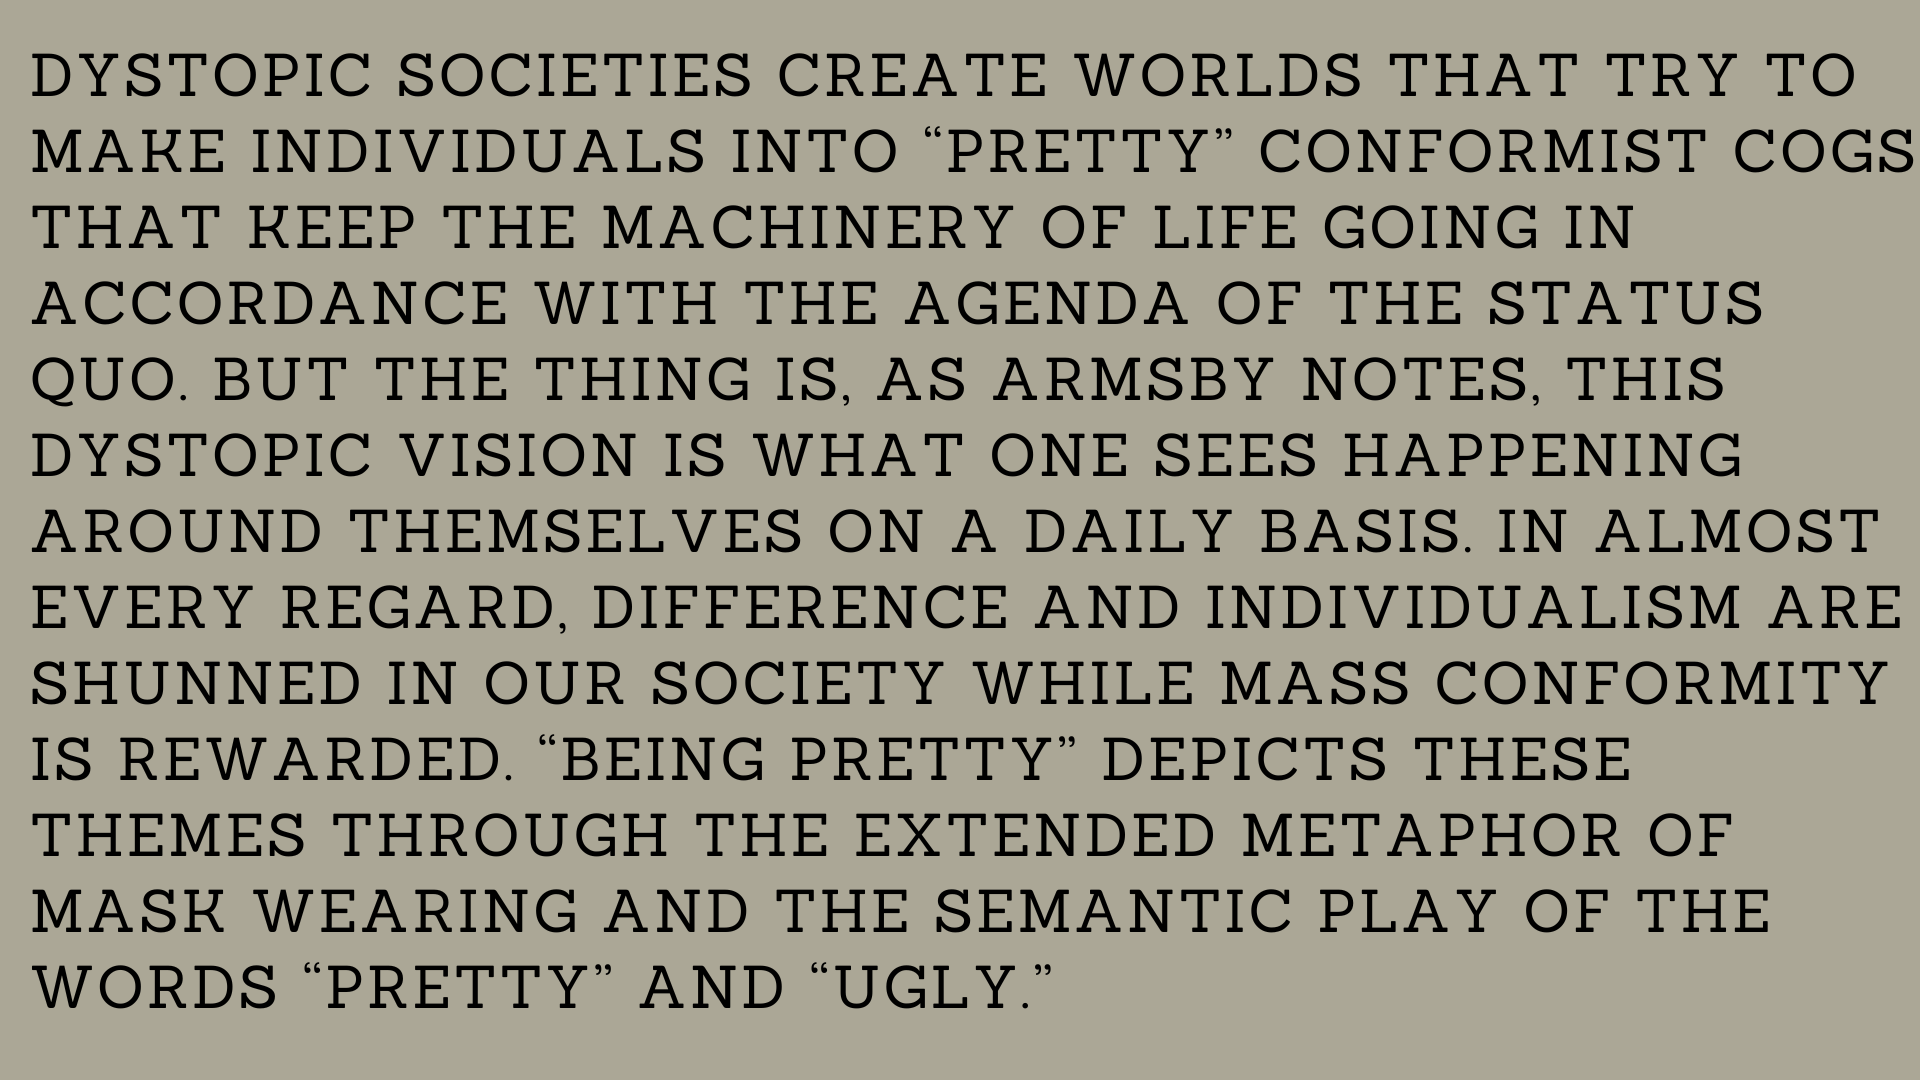 DYSTOPIC SOCIETIES CREATE WORLDS THAT TRY TO
MAKE INDIVIDUALS INTO “PRETTY” CONFORMIST COGS
THAT KEEP THE MACHINERY OF LIFE GOING IN
ACCORDANCE WITH THE AGENDA OF THE STATUS
QUO. BUT THE THING IS, AS ARMSBY NOTES, THIS
DYSTOPIC VISION IS WHAT ONE SEES HAPPENING
AROUND THEMSELVES ON A DAILY BASIS. IN ALMOST
EVERY REGARD, DIFFERENCE AND INDIVIDUALISM ARE
SHUNNED IN OUR SOCIETY WHILE MASS CONFORMITY
IS REWARDED. “BEING PRETTY” DEPICTS THESE
THEMES THROUGH THE EXTENDED METAPHOR OF
MASK WEARING AND THE SEMANTIC PLAY OF THE
WORDS “PRETTY” AND “UGLY.”